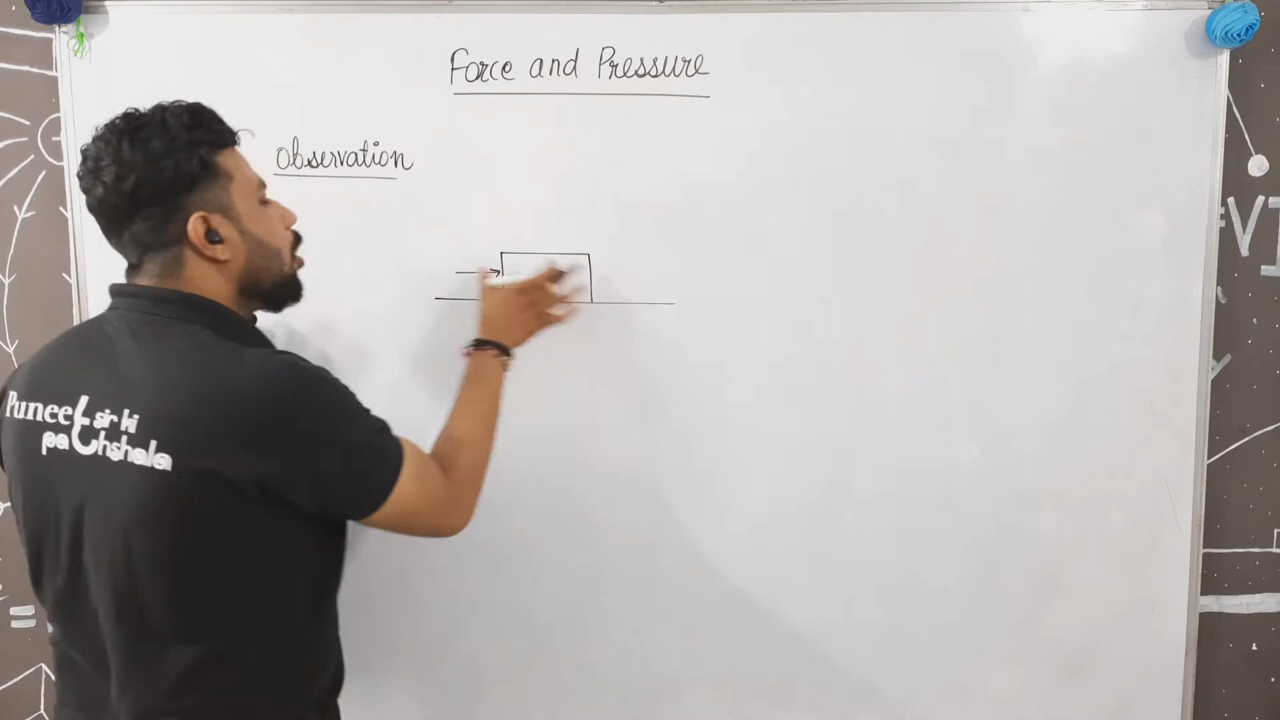 Force and Pressure
Observation
Puneet sir ki
pathshala